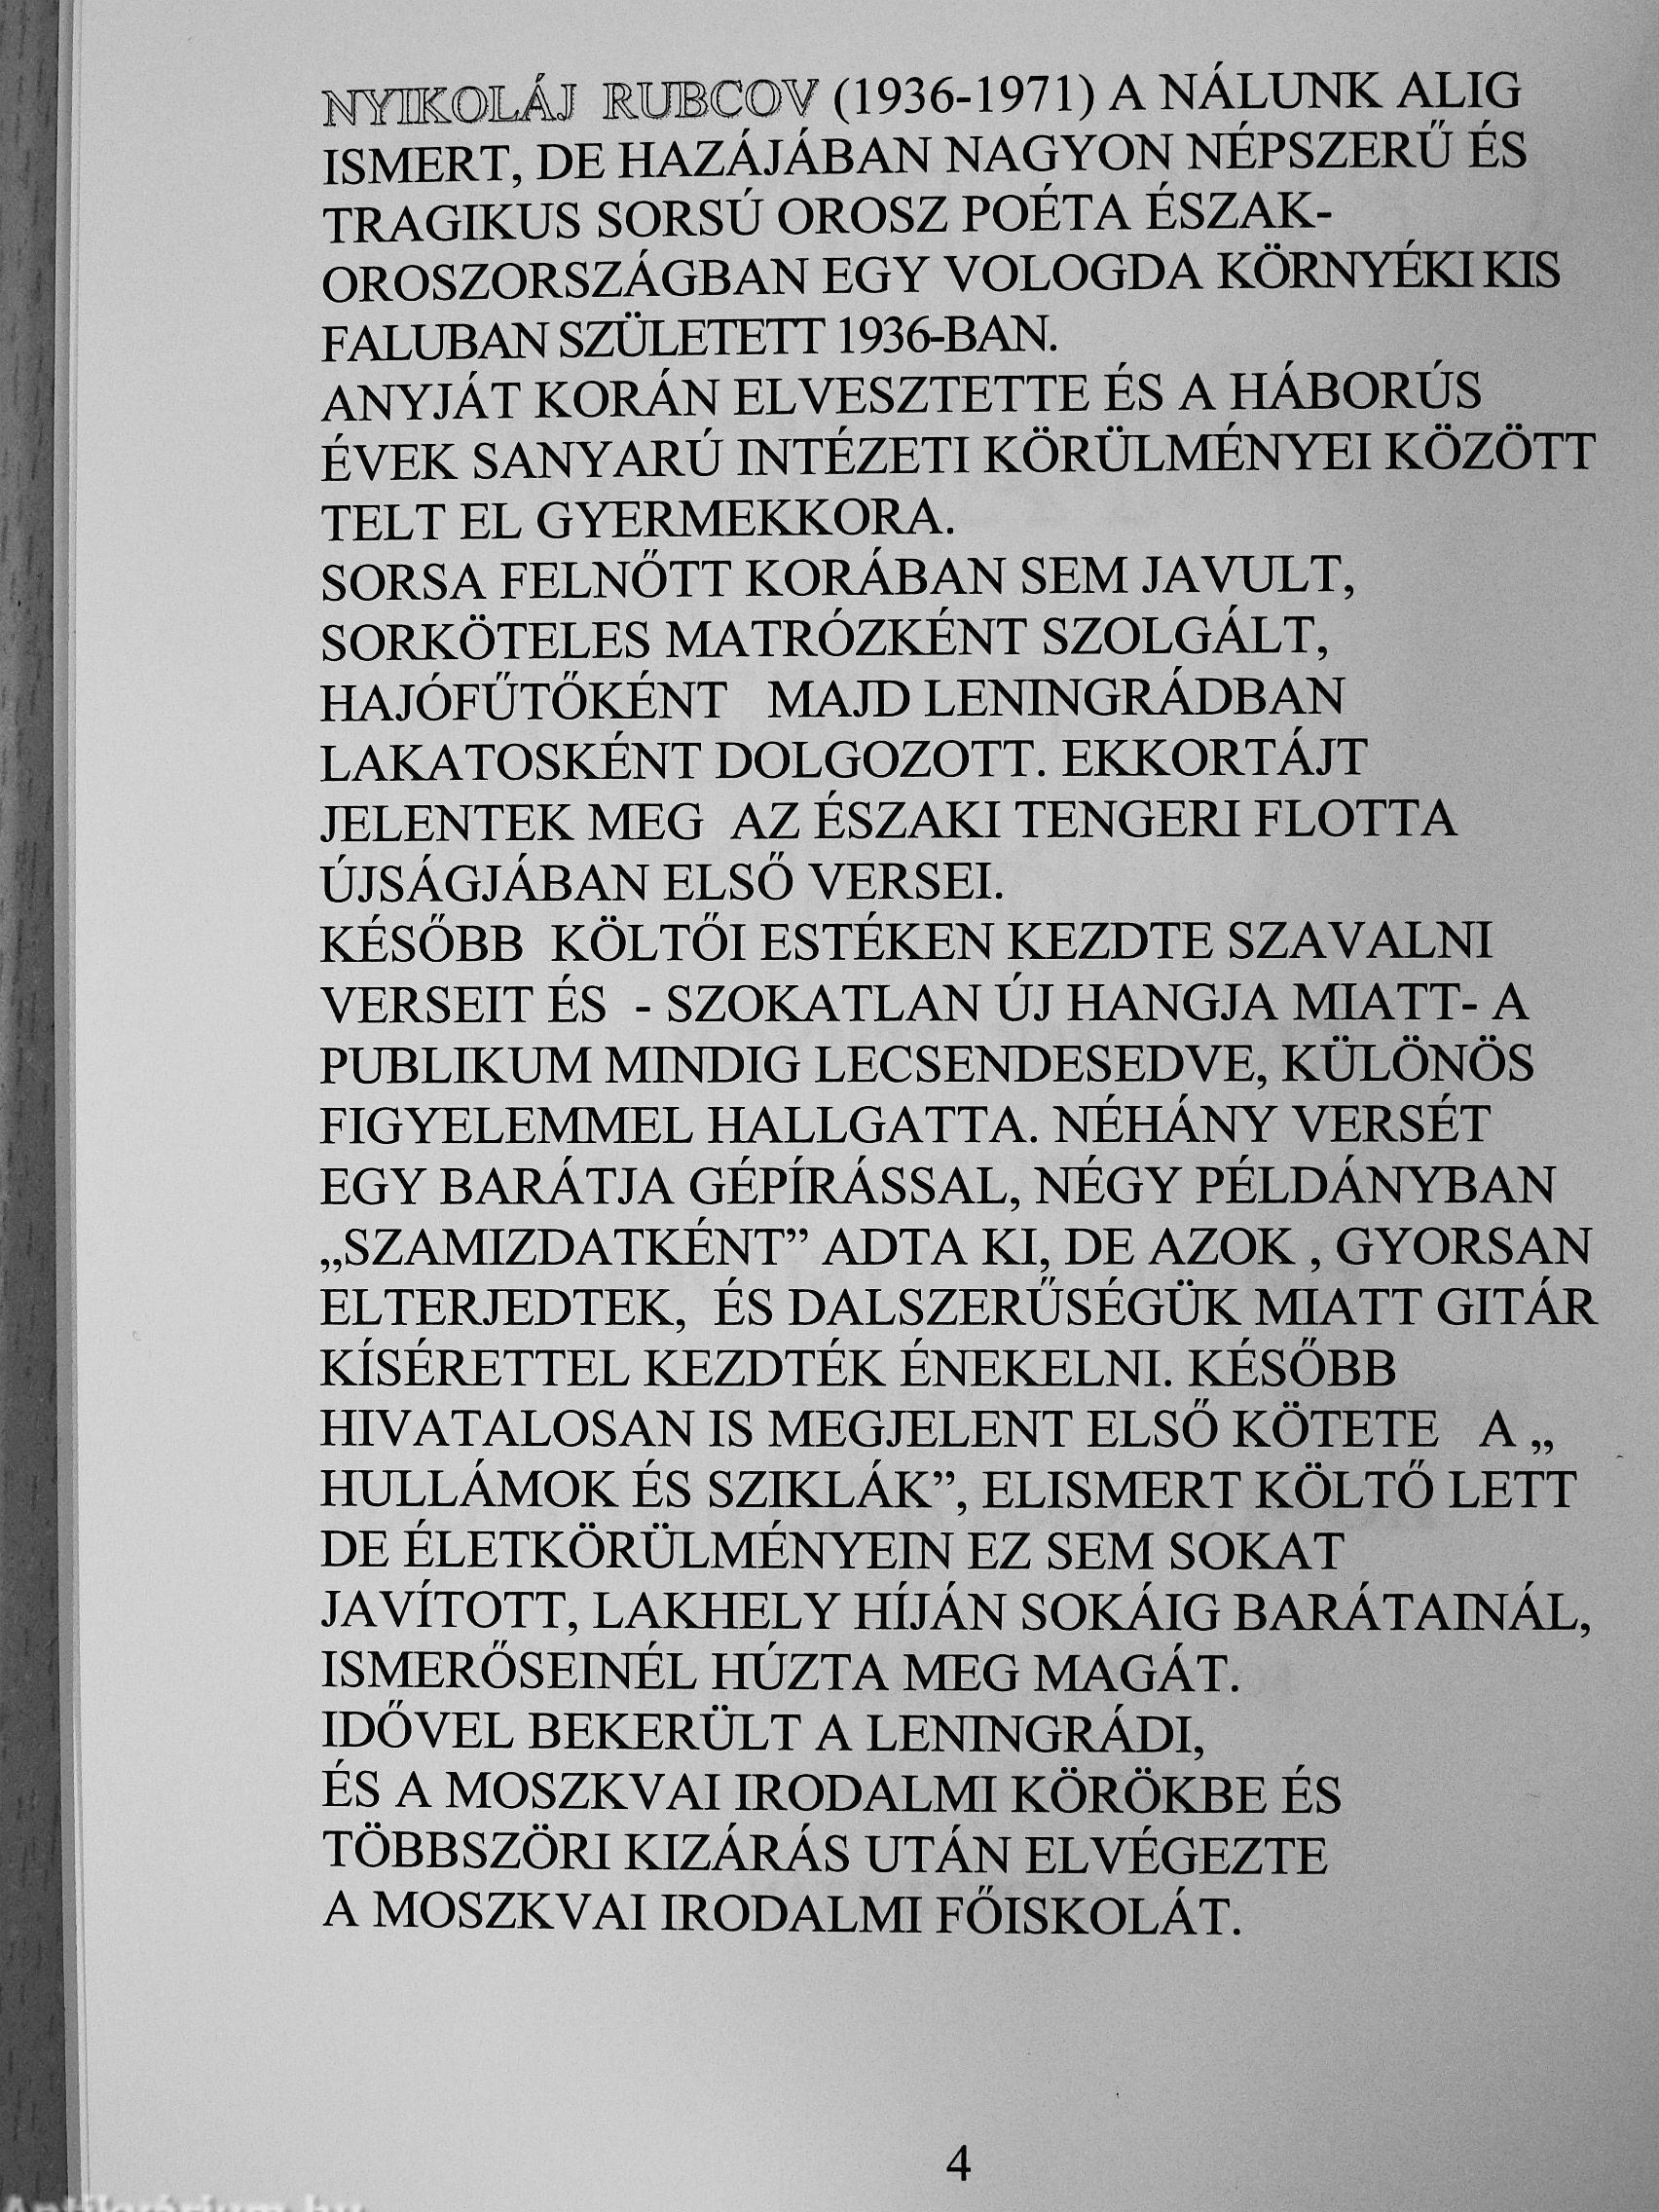 NYIKOLÁJ RUBCOV (1936-1971) A NÁLUNK ALIG
ISMERT, DE HAZÁJÁBAN NAGYON NÉPSZERŰ ÉS
TRAGIKUS SORSÚ OROSZ POÉTA ÉSZAK-
OROSZORSZÁGBAN EGY VOLOGDA KÖRNYÉKI KIS
FALUBAN SZÜLETETT 1936-BAN.
ANYJÁT KORÁN ELVESZTETTE ÉS A HÁBORÚS
ÉVEK SANYARÚ INTÉZETI KÖRÜLMÉNYEI KÖZÖTT
TELT EL GYERMEKKORA.
SORSA FELNŐTT KORÁBAN SEM JAVULT,
SORKÖTELES MATRÓZKÉNT SZOLGÁLT,
HAJÓFŰTŐKÉNT MAJD LENINGRÁDBAN
LAKATOSKÉNT DOLGOZOTT. EKKORTÁJT
JELENTEK MEG AZ ÉSZAKI TENGERI FLOTTA
ÚJSÁGJÁBAN ELSŐ VERSEI.
KÉSŐBB KÖLTŐI ESTÉKEN KEZDTE SZAVALNI
VERSEIT ÉS - SZOKATLAN ÚJ HANGJA MIATT- A
PUBLIKUM MINDIG LECSENDESEDVE, KÜLÖNÖS
FIGYELEMMEL HALLGATTA. NÉHÁNY VERSÉT
EGY BARÁTJA GÉPÍRÁSSAL, NÉGY PÉLDÁNYBAN
„SZAMIZDATKÉNT” ADTA KI, DE AZOK , GYORSAN
ELTERJEDTEK, ÉS DALSZERŰSÉGÜK MIATT GITÁR
KÍSÉRETTEL KEZDTÉK ÉNEKELNI. KÉSŐBB
HIVATALOSAN IS MEGJELENT ELSŐ KÖTETE A „
HULLÁMOK ÉS SZIKLÁK”, ELISMERT KÖLTŐ LETT
DE ÉLETKÖRÜLMÉNYEIN EZ SEM SOKAT
JAVÍTOTT, LAKHELY HÍJÁN SOKÁIG BARÁTAINÁL,
ISMERŐSEINÉL HÚZTA MEG MAGÁT.
IDŐVEL BEKERÜLT A LENINGRÁDI,
ÉS A MOSZKVAI IRODALMI KÖRÖKBE ÉS
TÖBBSZÖRI KIZÁRÁS UTÁN ELVÉGEZTE
A MOSZKVAI IRODALMI FŐISKOLÁT.
4